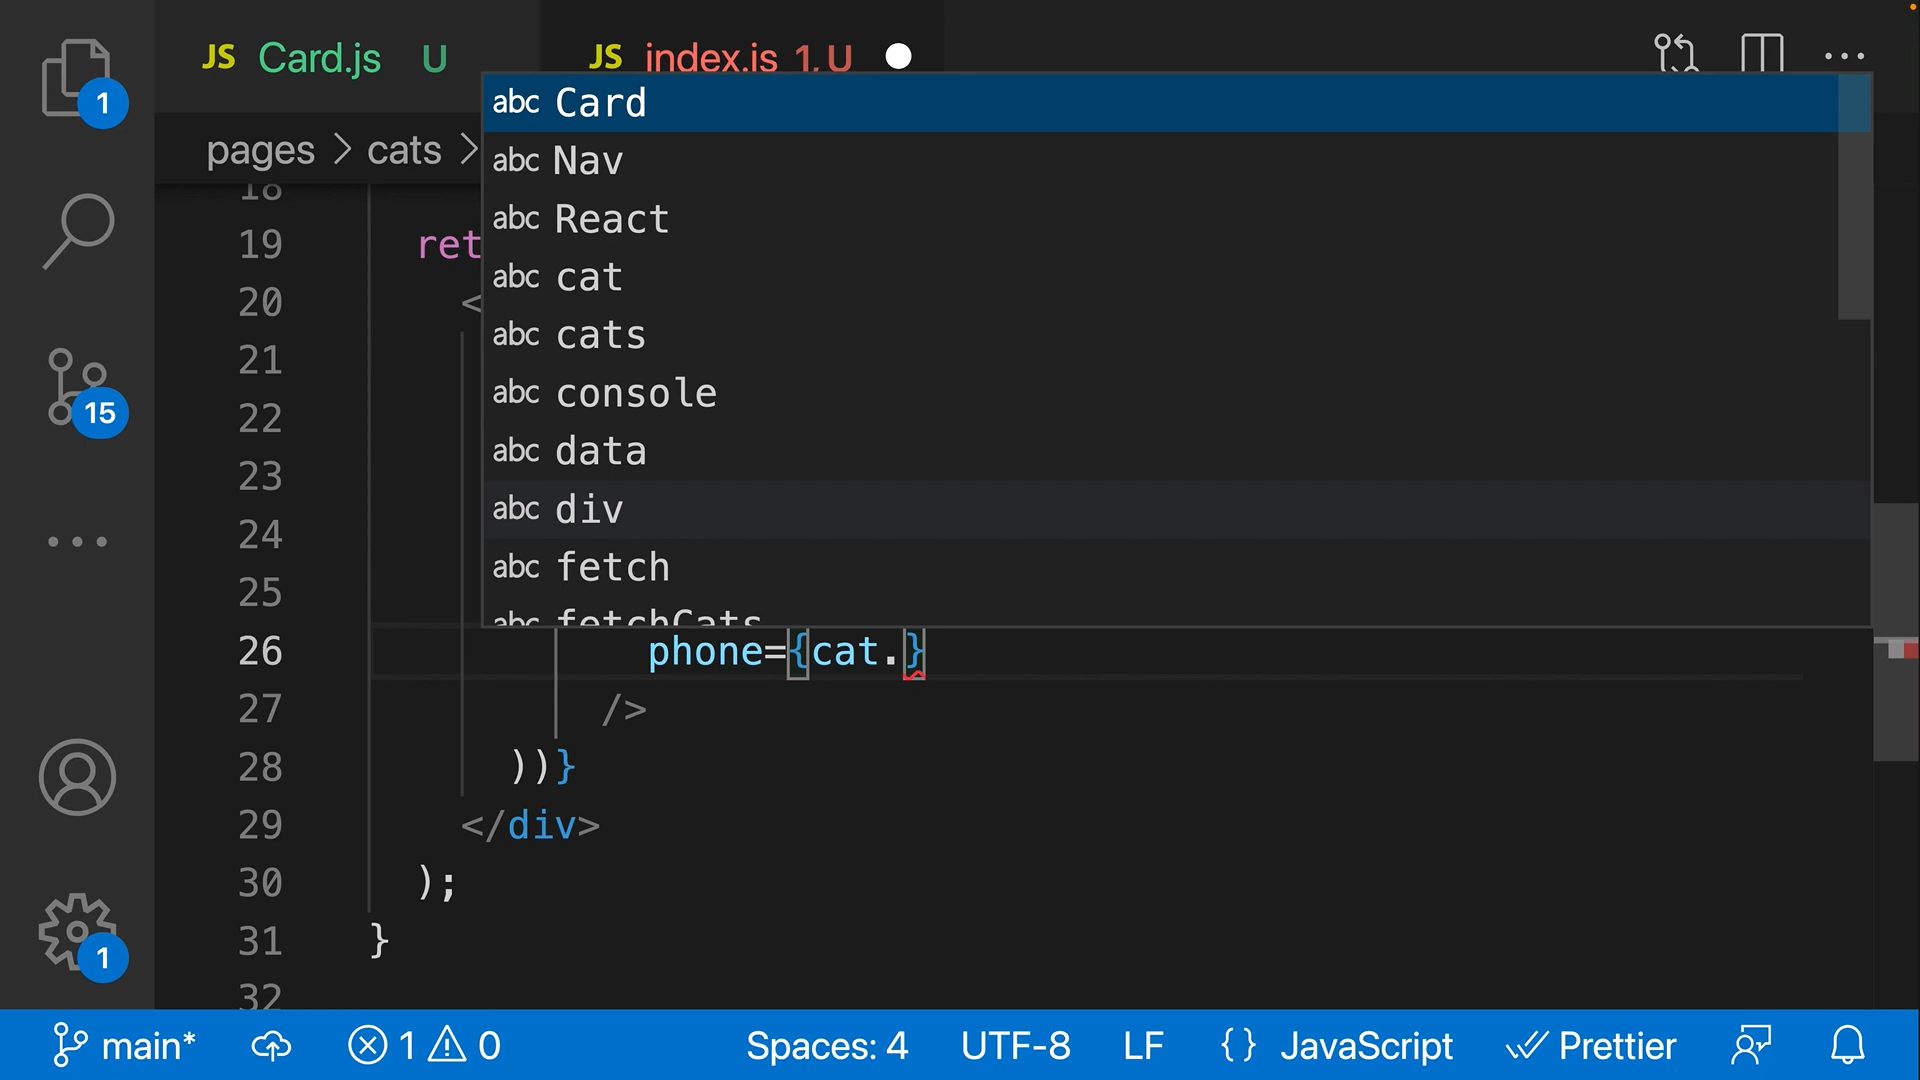 JS Card.js U JS index.js 1, U
1
pages > cats >
abc Card
abc Nav
abc React
abc cat
abc cats
abc console
abc data
abc div
abc fetch
abc fetchCats
18
19 ret
20 <
21
15
22
23
24
25
26 phone={cat.}
27 />
28 ))}
29 </div>
30 );
31 }
1
32
main* 1 0 Spaces: 4 UTF-8 LF {} JavaScript Prettier